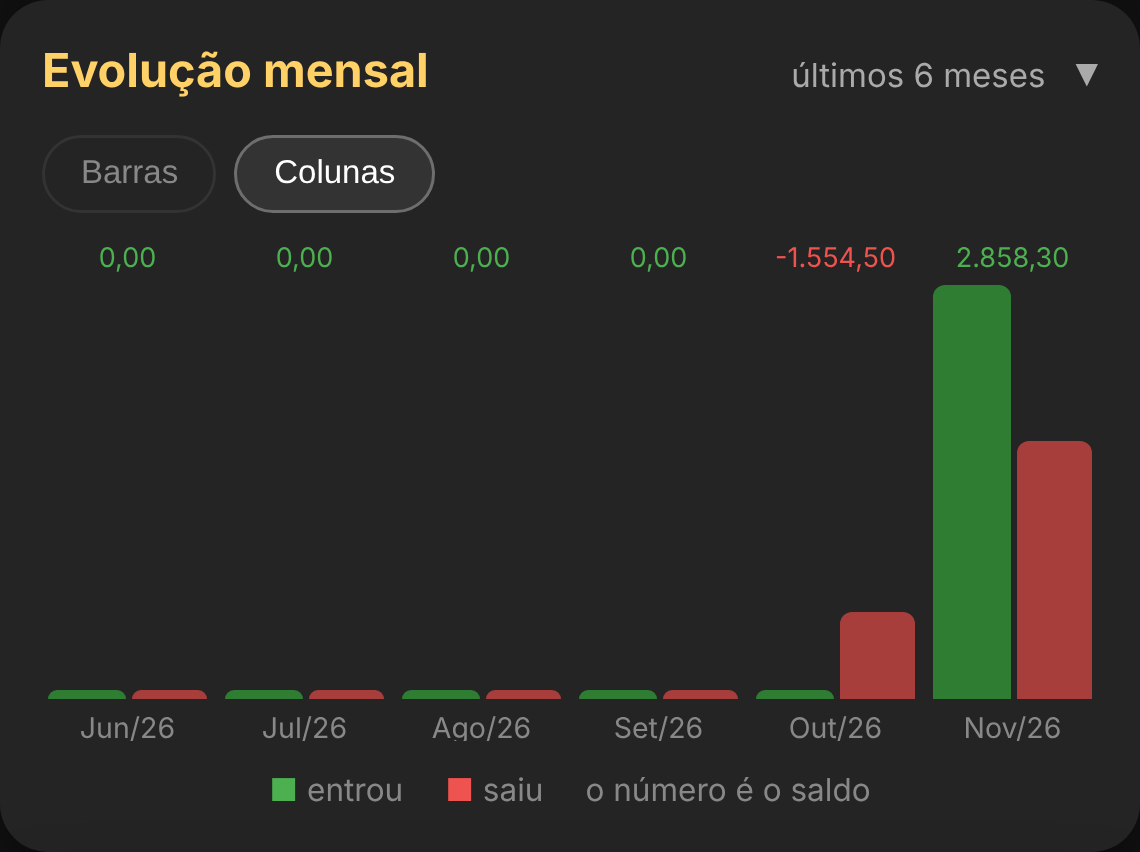 Evolução mensal
últimos 6 meses ▼
Barras
Colunas
0,00 0,00 0,00 0,00 -1.554,50 2.858,30
Jun/26 Jul/26 Ago/26 Set/26 Out/26 Nov/26
entrou saiu o número é o saldo